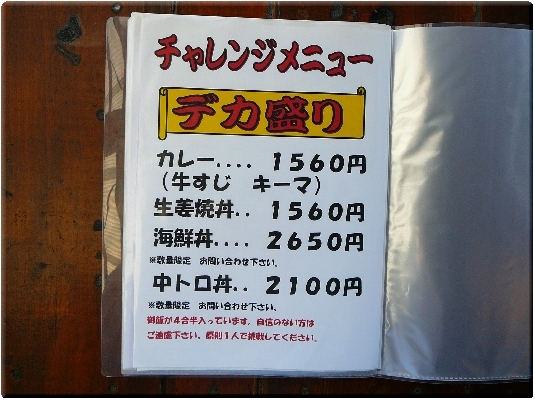 チャレンジメニュー
デカ盛り
カレー.... 1560円
（牛すじ　キーマ）
生姜焼丼.. 1560円
海鮮丼.... 2650円
※数量限定　お問い合わせ下さい。
中トロ丼.. 2100円
※数量限定　お問い合わせ下さい。
御飯が４合半入っています。自信のない方は
ご遠慮下さい。原則１人で挑戦してください。